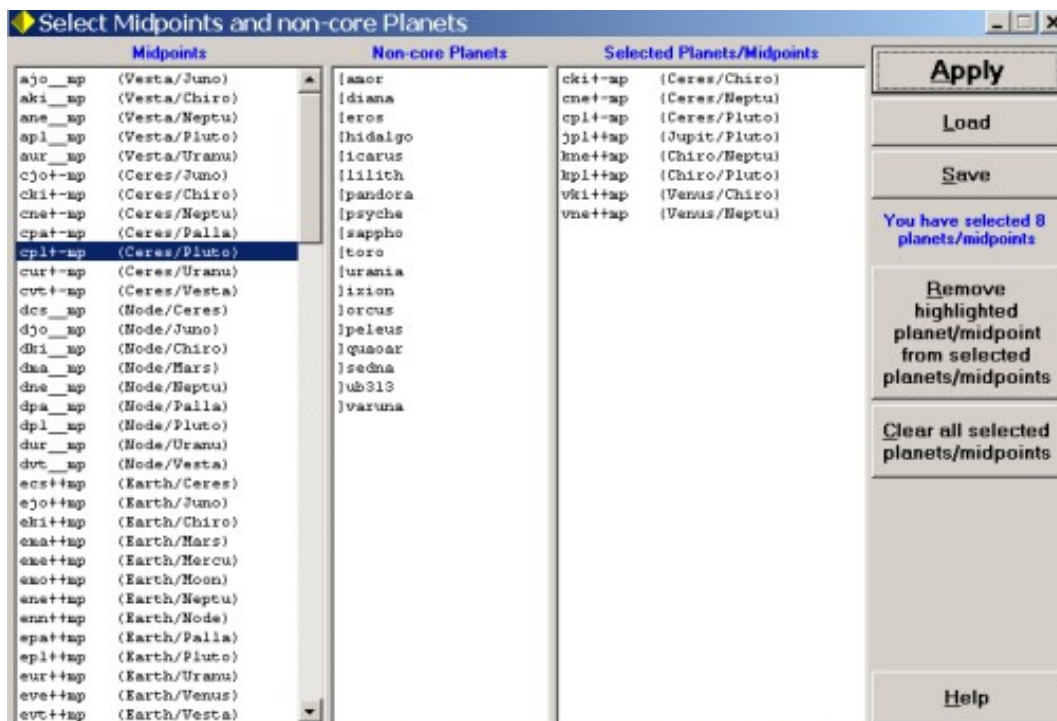 Select Midpoints and non-core Planets
Midpoints
ajo__mp (Vesta/Juno)
aki__mp (Vesta/Chiro)
ane__mp (Vesta/Neptu)
apl__mp (Vesta/Pluto)
aur__mp (Vesta/Uranu)
cjo+-mp (Ceres/Juno)
cki+-mp (Ceres/Chiro)
cne+-mp (Ceres/Neptu)
cpa+-mp (Ceres/Palla)
cpl+-mp (Ceres/Pluto)
cur+-mp (Ceres/Uranu)
cvt+-mp (Ceres/Vesta)
dcs__mp (Node/Ceres)
djo__mp (Node/Juno)
dki__mp (Node/Chiro)
dma__mp (Node/Mars)
dne__mp (Node/Neptu)
dpa__mp (Node/Palla)
dpl__mp (Node/Pluto)
dur__mp (Node/Uranu)
dvt__mp (Node/Vesta)
ecs++mp (Earth/Ceres)
ejo++mp (Earth/Juno)
eki++mp (Earth/Chiro)
ema++mp (Earth/Mars)
eme++mp (Earth/Mercu)
emo++mp (Earth/Moon)
ene++mp (Earth/Neptu)
enn++mp (Earth/Node)
epa++mp (Earth/Palla)
epl++mp (Earth/Pluto)
eur++mp (Earth/Uranu)
eve++mp (Earth/Venus)
evt++mp (Earth/Vesta)
Non-core Planets
[amor
[diana
[eros
[hidalgo
[icarus
[lilith
[pandora
[psyche
[sappho
[toro
[urania
]ixion
]orcus
]peleus
]quaoar
]sedna
]ub313
]varuna
Selected Planets/Midpoints
cki+-mp (Ceres/Chiro)
cne+-mp (Ceres/Neptu)
cpl+-mp (Ceres/Pluto)
jpl++mp (Jupit/Pluto)
kne++mp (Chiro/Neptu)
kpl++mp (Chiro/Pluto)
vki++mp (Venus/Chiro)
vne++mp (Venus/Neptu)
Apply
Load
Save
You have selected 8
planets/midpoints
Remove
highlighted
planet/midpoint
from selected
planets/midpoints
Clear all selected
planets/midpoints
Help